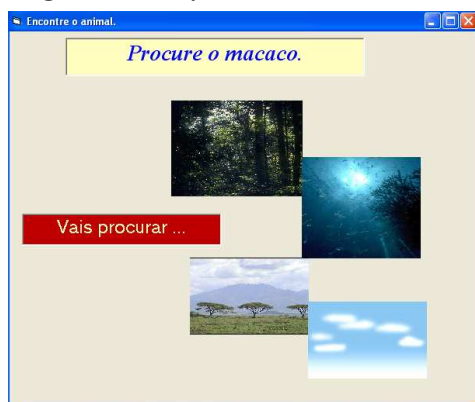 Encontre o animal.
Procure o macaco.
Vais procurar ...